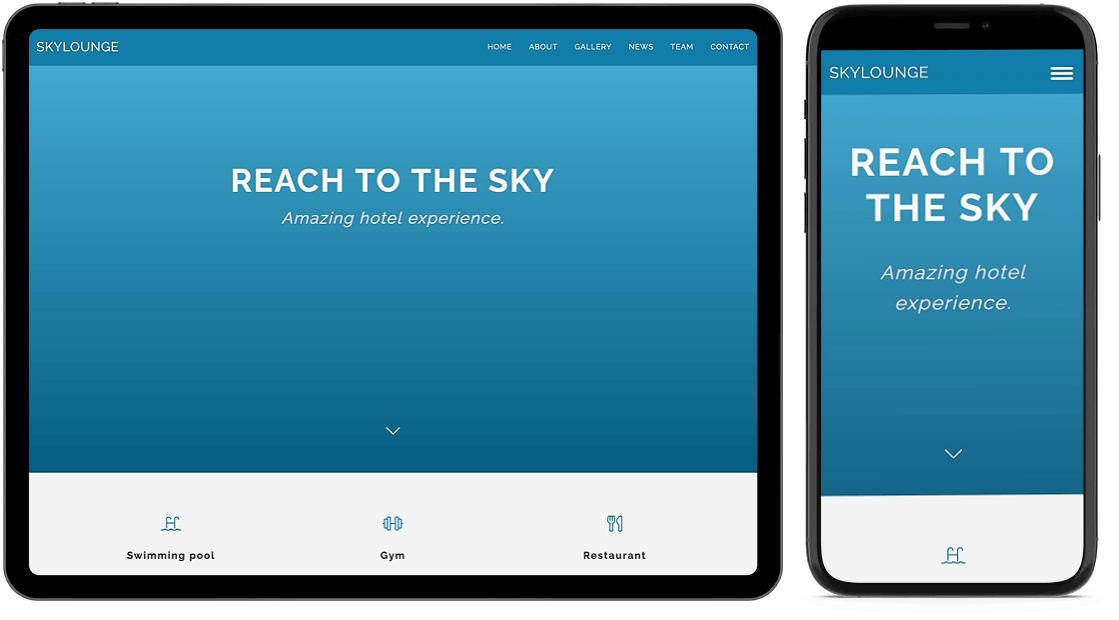 SKYLOUNGE
HOME ABOUT GALLERY NEWS TEAM CONTACT
REACH TO THE SKY
Amazing hotel experience.
Swimming pool
Gym
Restaurant
SKYLOUNGE
REACH TO
THE SKY
Amazing hotel
experience.